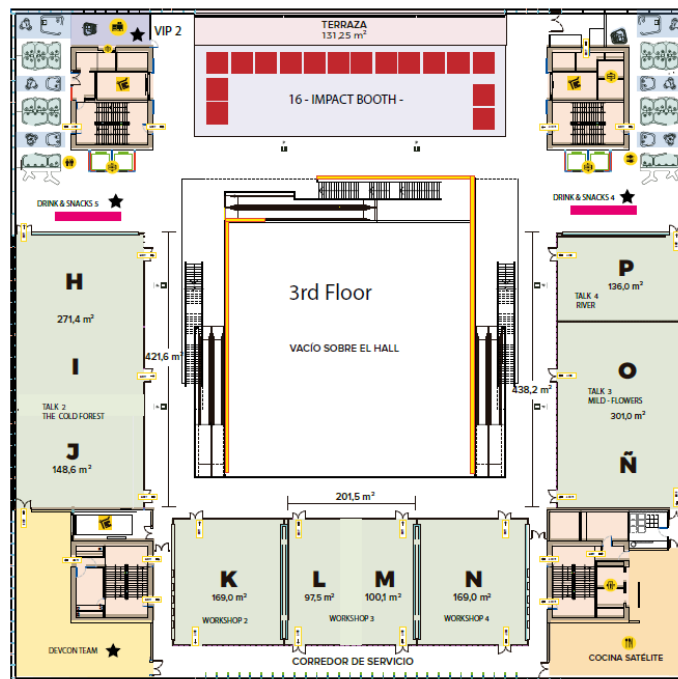 VIP 2
TERRAZA
131,25 m²
16 - IMPACT BOOTH -
DRINK & SNACKS 5
DRINK & SNACKS 4
H
271,4 m²
I
TALK 2
THE COLD FOREST
J
148,6 m²
421,6 m²
3rd Floor
VACÍO SOBRE EL HALL
438,2 m²
P
136,0 m²
TALK 4
RIVER
O
TALK 3
MILD - FLOWERS
301,0 m²
Ñ
201,5 m²
K
169,0 m²
WORKSHOP 2
L
97,5 m²
M
100,1 m²
WORKSHOP 3
N
169,0 m²
WORKSHOP 4
DEVCON TEAM
CORREDOR DE SERVICIO
COCINA SATÉLITE